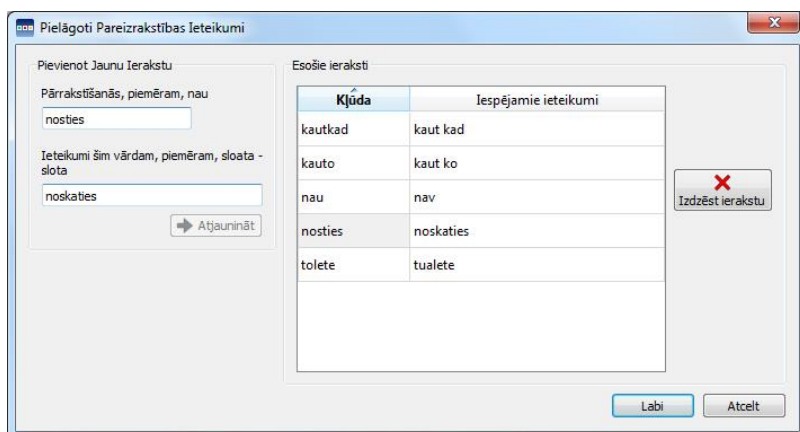 Pielāgoti Pareizrakstības Ieteikumi
Pievienot Jaunu Ierakstu
Pārrakstīšanās, piemēram, nau
nosties
Ieteikumi šim vārdam, piemēram, sloata -
slota
noskaties
Atjaunināt
Esošie ieraksti
Kļūda Iespējamie ieteikumi
kautkad kaut kad
kauto kaut ko
nau nav
nosties noskaties
tolete tualete
Izdzēst ierakstu
Labi Atcelt